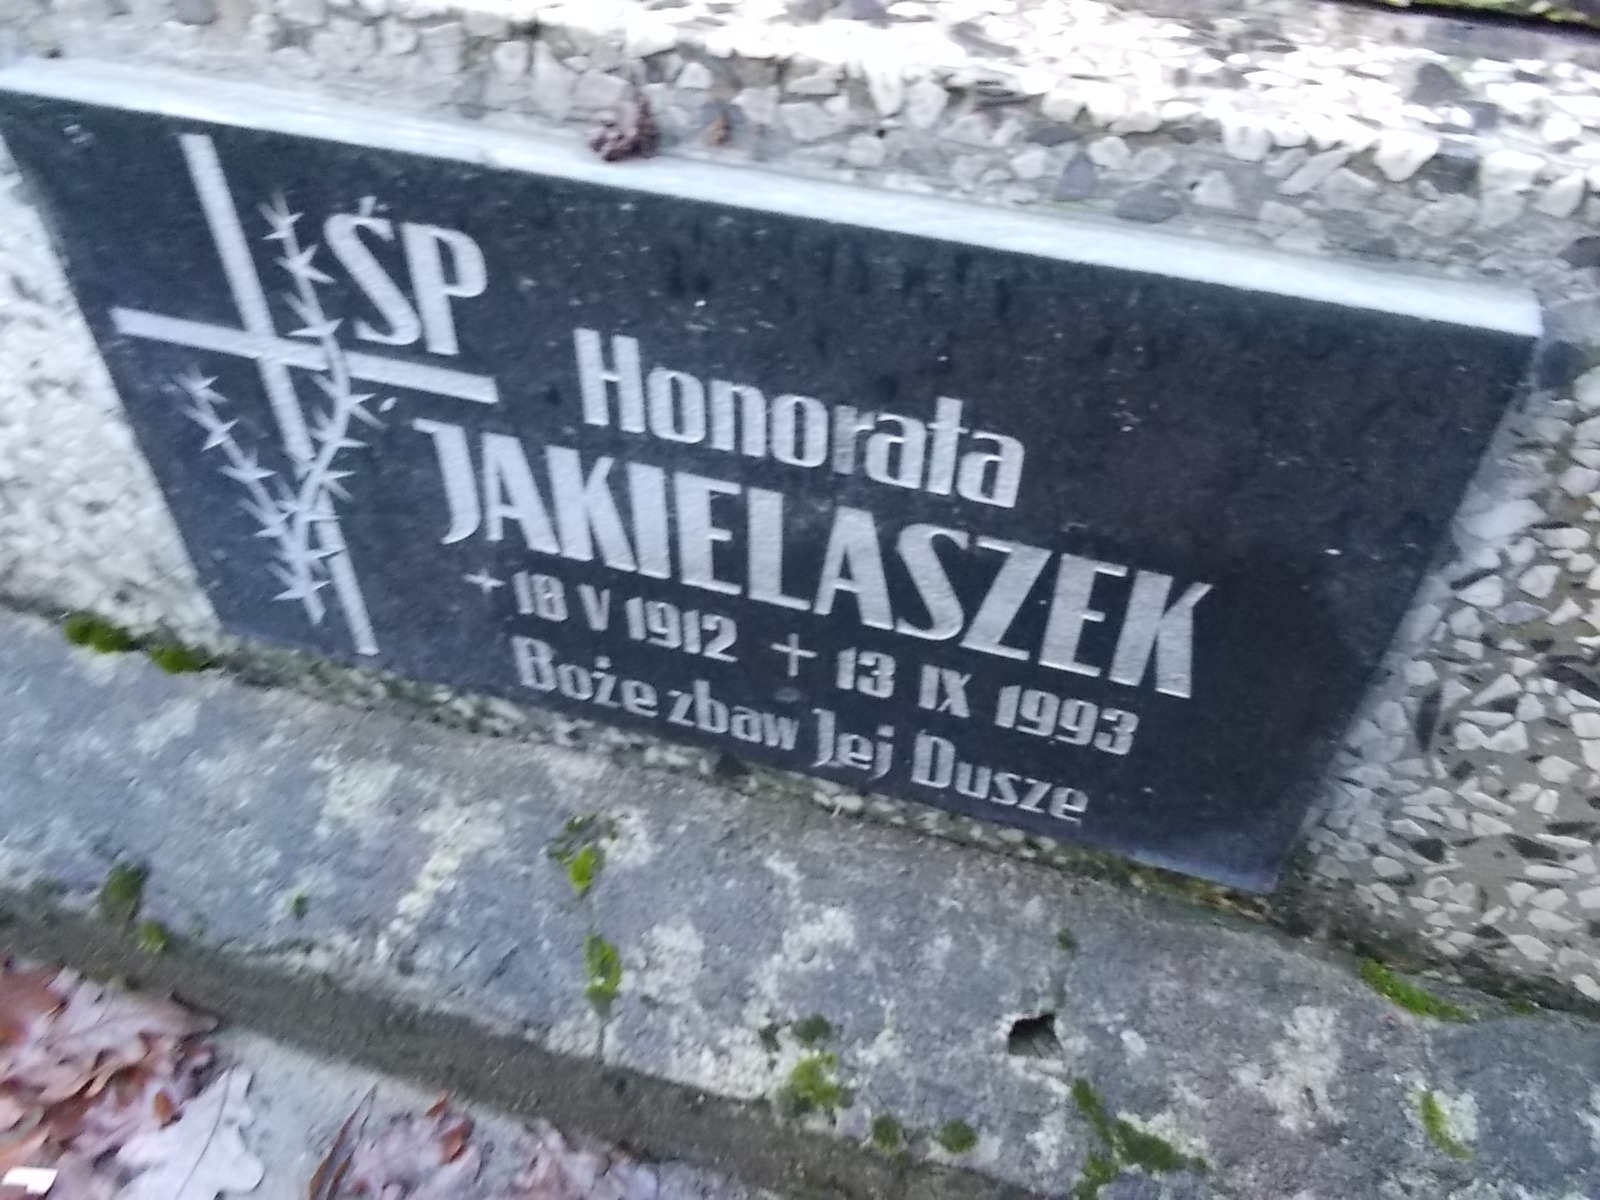 ŚP
Honorata
JAKIELASZEK
* 18 V 1912 + 13 IX 1993
Boże zbaw Jej Dusze